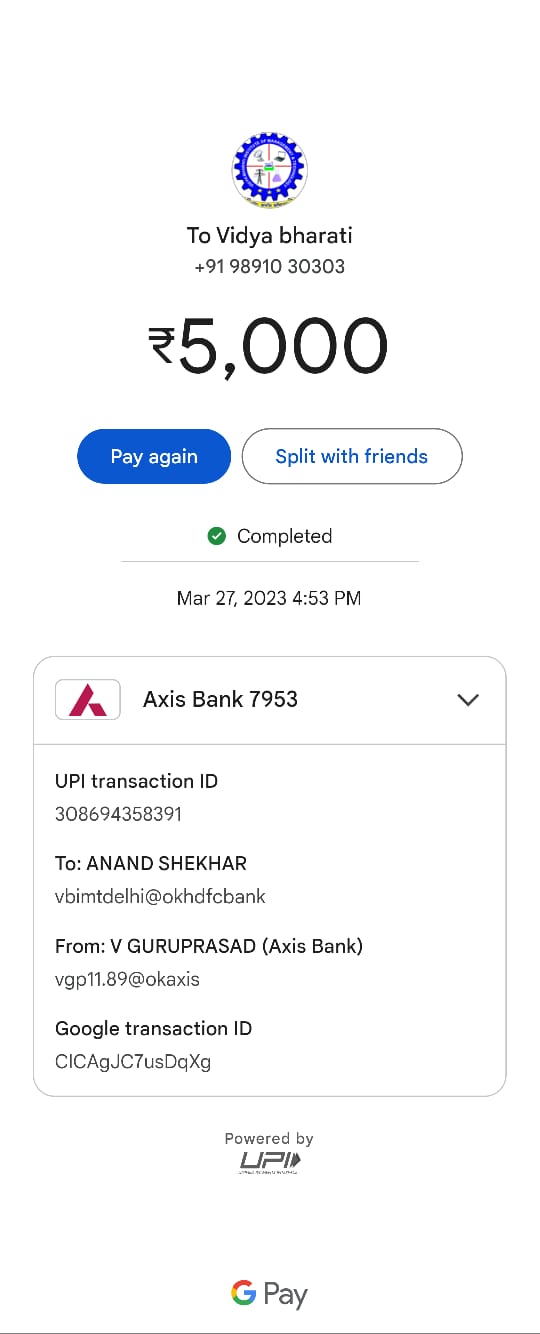 To Vidya bharati
+91 98910 30303
₹5,000
Pay again
Split with friends
Completed
Mar 27, 2023 4:53 PM
Axis Bank 7953
UPI transaction ID
308694358391
To: ANAND SHEKHAR
vbimtdelhi@okhdfcbank
From: V GURUPRASAD (Axis Bank)
vgp11.89@okaxis
Google transaction ID
CICAgJC7usDqXg
Powered by
UPI
G Pay